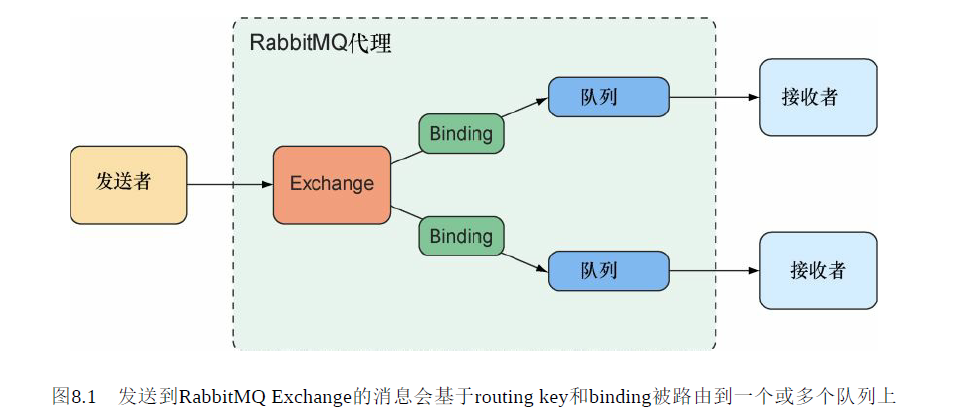 RabbitMQ代理
队列
接收者
Binding
发送者
Exchange
Binding
队列
接收者
图8.1 发送到RabbitMQ Exchange的消息会基于routing key和binding被路由到一个或多个队列上